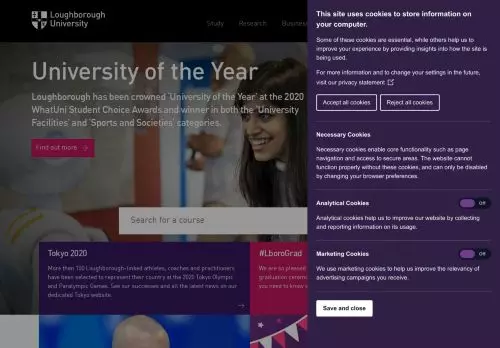 Loughborough
University
Study
Research
Business
University of the Year
Loughborough has been crowned 'University of the Year' at the 2020
WhatUni Student Choice Awards and winner in both the 'University
Facilities' and 'Sports and Societies' categories.
Find out more
Search for a course
Tokyo 2020
More than 100 Loughborough-linked athletes, coaches and practitioners
have been selected to represent their country at the 2020 Tokyo Olympic
and Paralympic Games. See our successes and all the latest news on our
dedicated Tokyo website.
#LboroGrad
We are so pleased
graduation ceremo
you need to know
This site uses cookies to store information on
your computer.
Some of these cookies are essential, while others help us to
improve your experience by providing insights into how the site is
being used.
For more information and to change your settings in the future,
visit our privacy statement
Accept all cookies
Reject all cookies
Necessary Cookies
Necessary cookies enable core functionality such as page
navigation and access to secure areas. The website cannot
function properly without these cookies, and can only be disabled
by changing your browser preferences.
Analytical Cookies
Off
Analytical cookies help us to improve our website by collecting
and reporting information on its usage.
Marketing Cookies
Off
We use marketing cookies to help us improve the relevancy of
advertising campaigns you receive.
Save and close